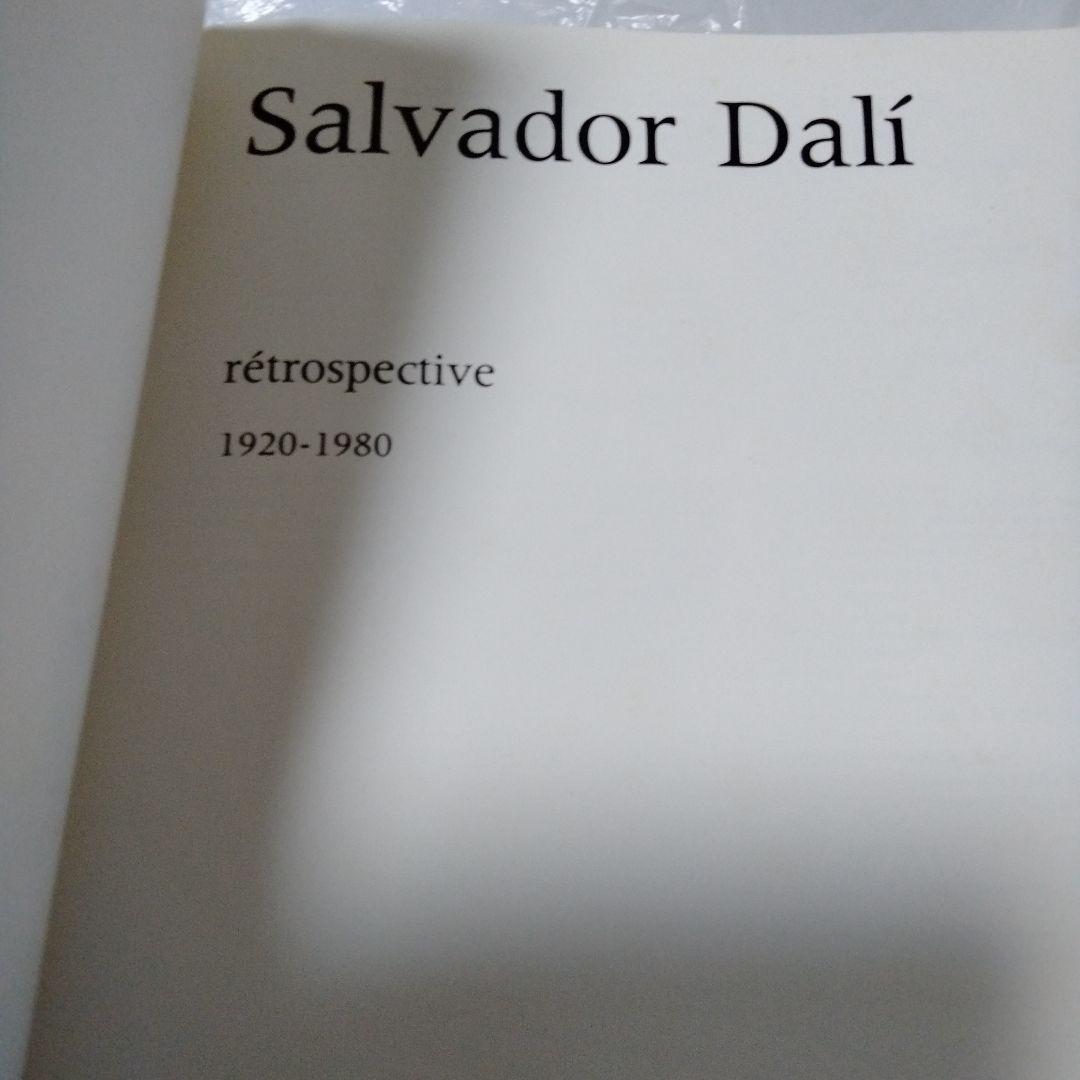 Salvador Dalí
rétrospective
1920-1980